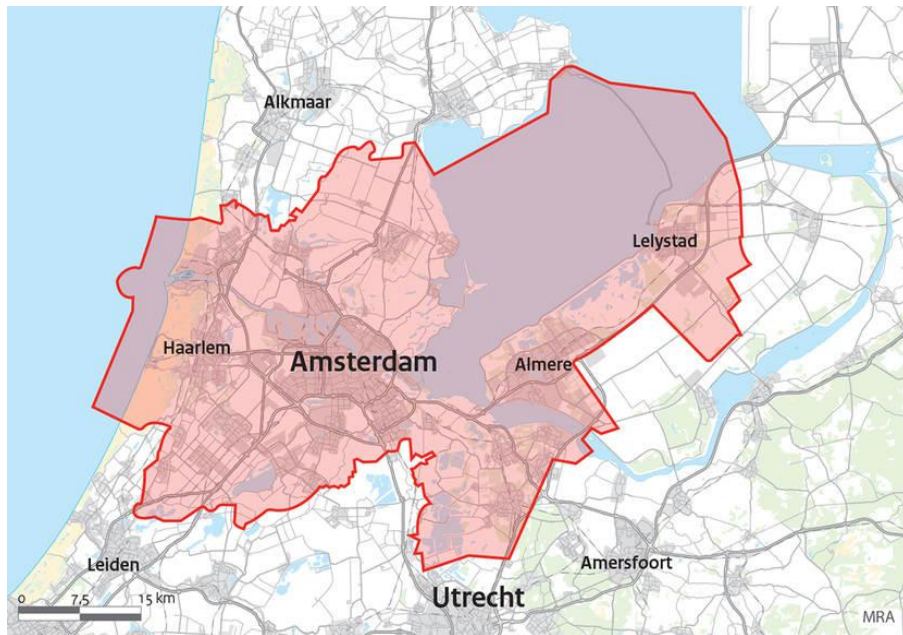 Alkmaar
Lelystad
Haarlem
Amsterdam
Almere
Leiden
Amersfoort
Utrecht
0 7,5 15 km
MRA